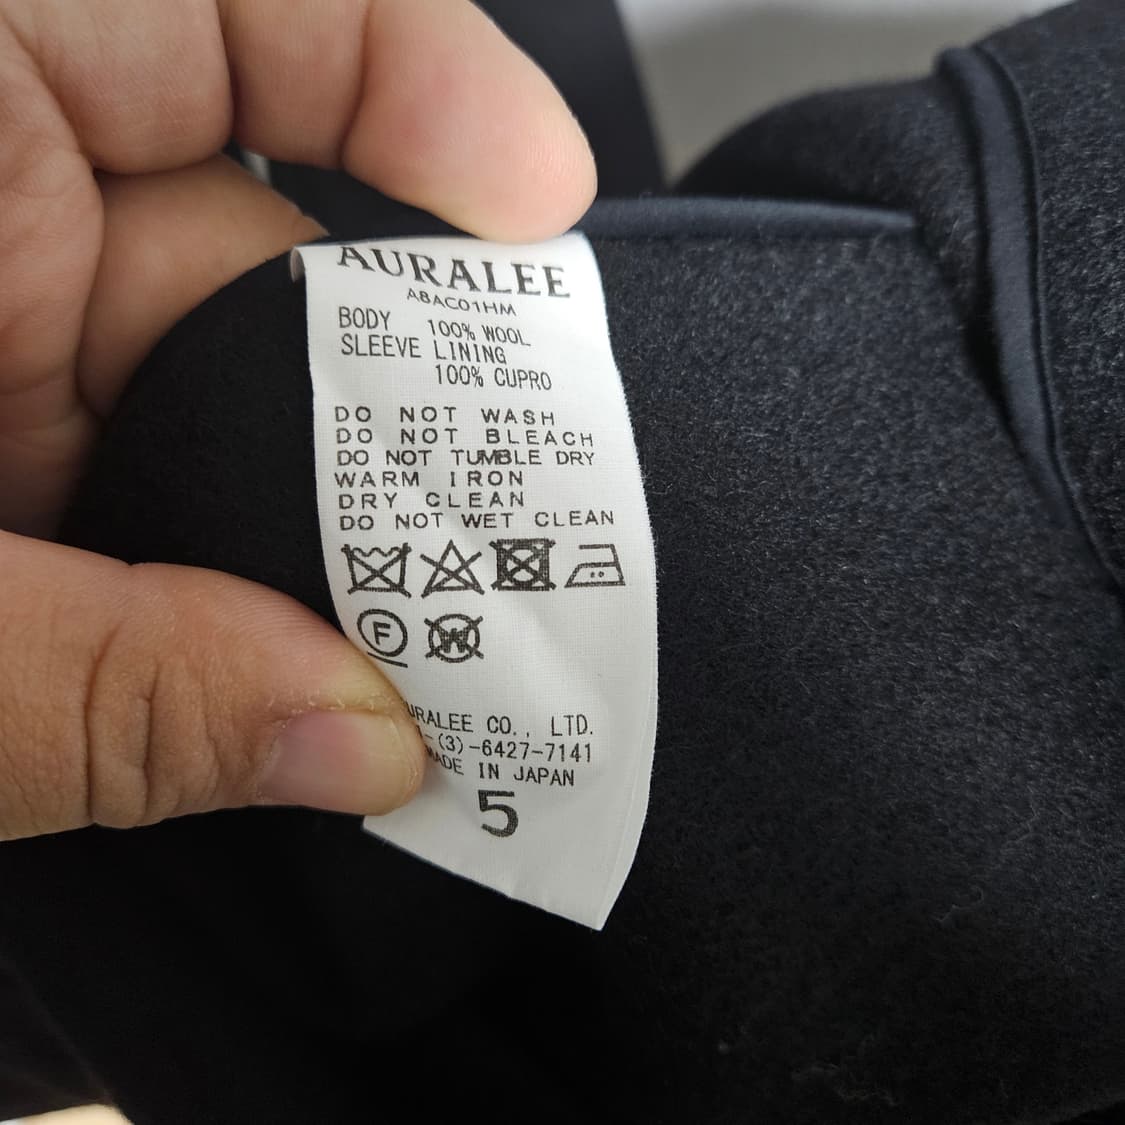 AURALEE
A8AC01HM
BODY 100% WOOL
SLEEVE LINING
100% CUPRO
DO NOT WASH
DO NOT BLEACH
DO NOT TUMBLE DRY
WARM IRON
DRY CLEAN
DO NOT WET CLEAN
F W
URALEE CO., LTD.
-(3)-6427-7141
MADE IN JAPAN
5